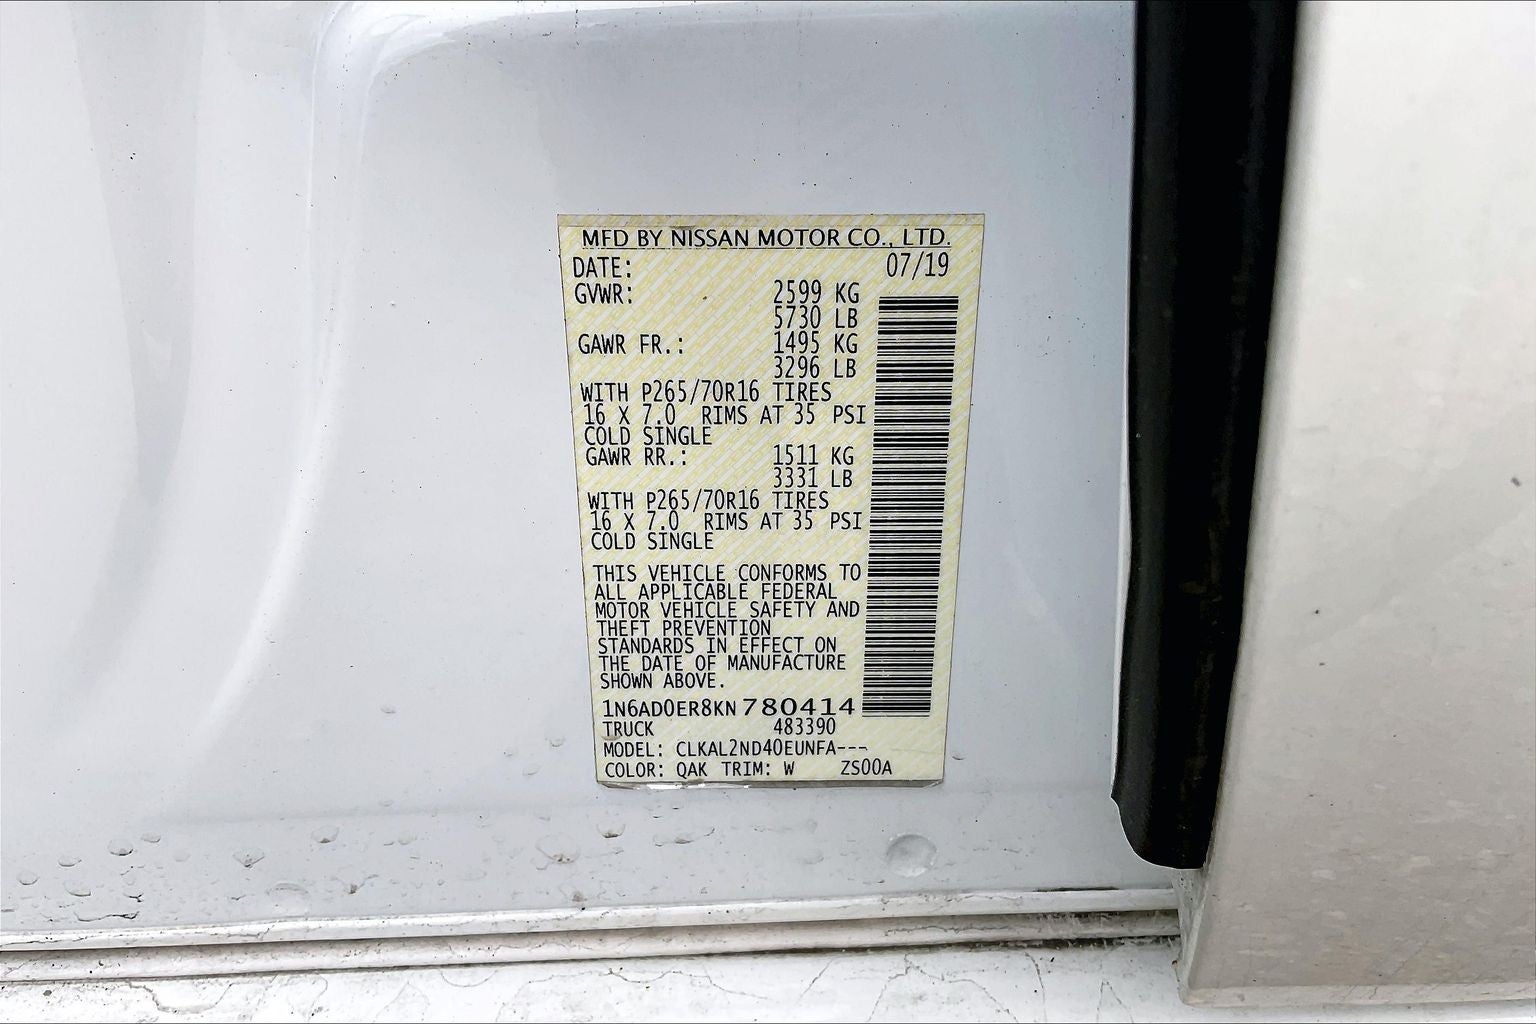 MFD BY NISSAN MOTOR CO., LTD.
DATE: 07/19
GVWR: 2599 KG
5730 LB
GAWR FR.: 1495 KG
3296 LB
WITH P265/70R16 TIRES
16 X 7.0 RIMS AT 35 PSI
COLD SINGLE
GAWR RR.: 1511 KG
3331 LB
WITH P265/70R16 TIRES
16 X 7.0 RIMS AT 35 PSI
COLD SINGLE
THIS VEHICLE CONFORMS TO
ALL APPLICABLE FEDERAL
MOTOR VEHICLE SAFETY AND
THEFT PREVENTION
STANDARDS IN EFFECT ON
THE DATE OF MANUFACTURE
SHOWN ABOVE.
1N6AD0ER8KN 780414
TRUCK 483390
MODEL: CLKAL2ND40EUNFA---
COLOR: QAK TRIM: W ZS00A